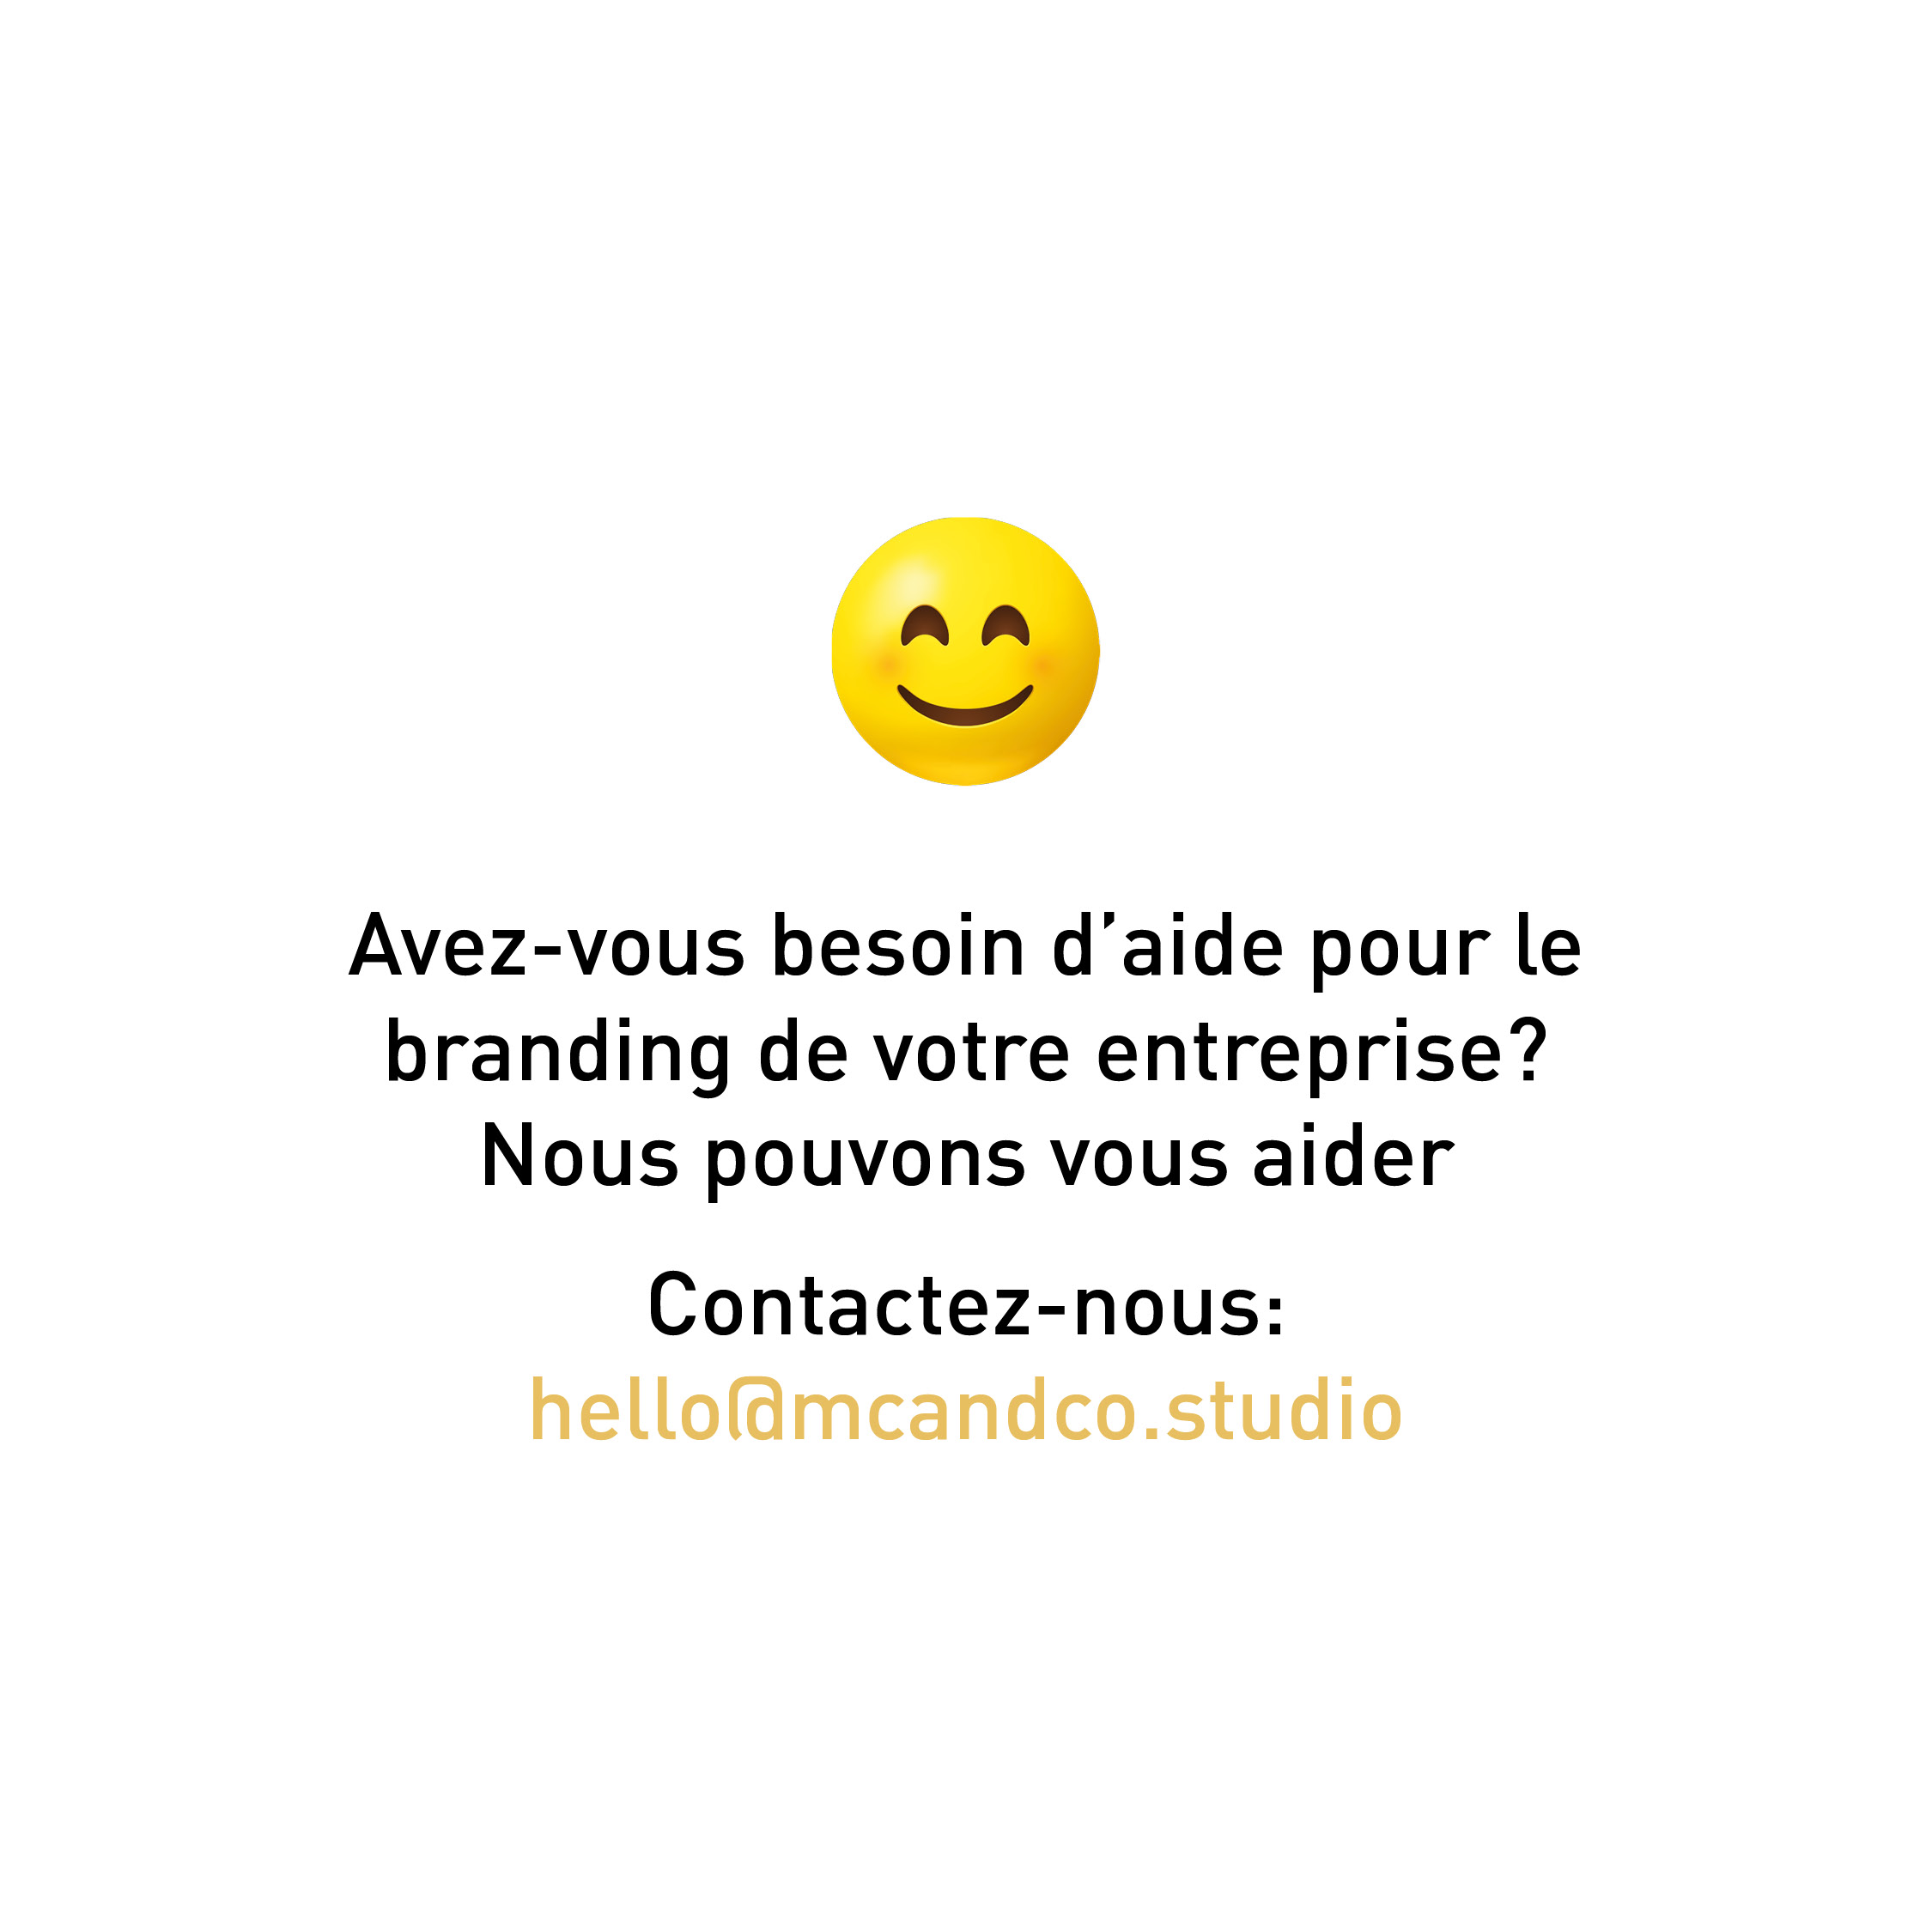 Avez-vous besoin d’aide pour le
branding de votre entreprise?
Nous pouvons vous aider
Contactez-nous:
hello@mcandco.studio